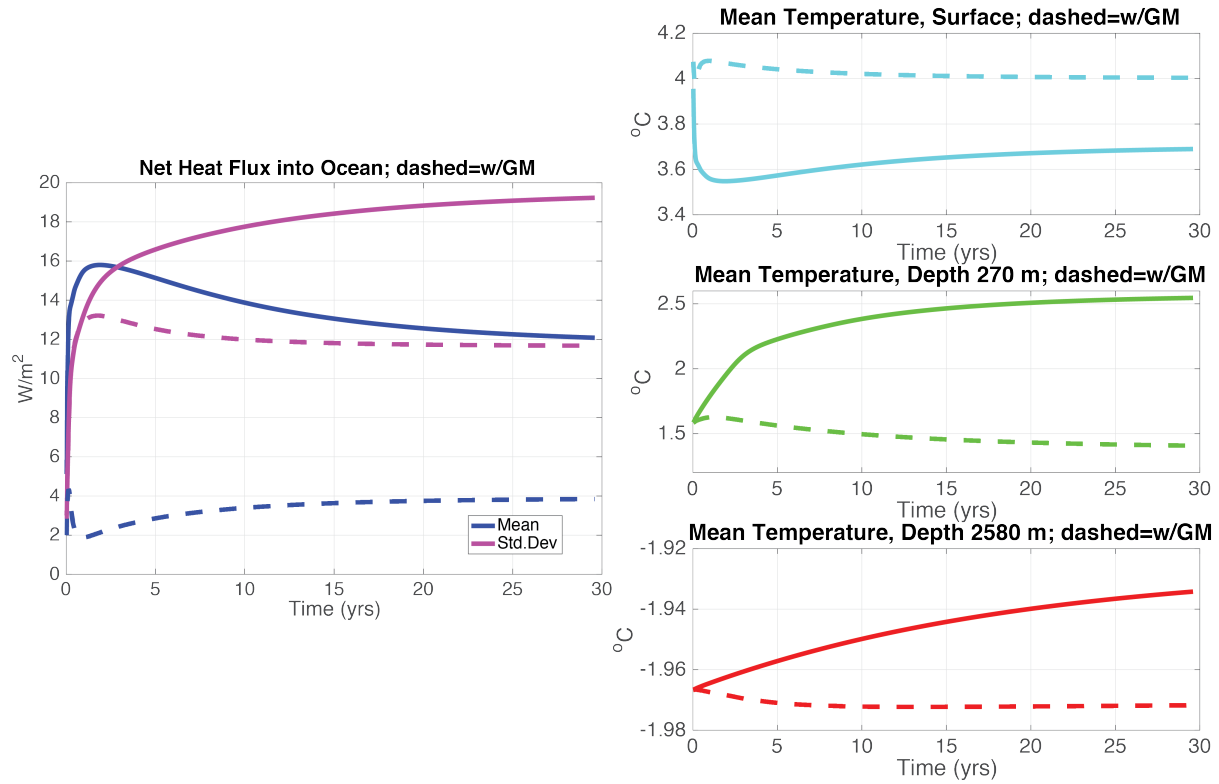 Net Heat Flux into Ocean; dashed=w/GM
20
18
16
14
12
10
8
6
4
2
0
W/m2
0 5 10 15 20 25 30
Time (yrs)
Mean
Std.Dev
Mean Temperature, Surface; dashed=w/GM
4.2
4
3.8
3.6
3.4
oC
0 5 10 15 20 25 30
Time (yrs)
Mean Temperature, Depth 270 m; dashed=w/GM
2.5
2
1.5
oC
0 5 10 15 20 25 30
Time (yrs)
Mean Temperature, Depth 2580 m; dashed=w/GM
-1.92
-1.94
-1.96
-1.98
oC
0 5 10 15 20 25 30
Time (yrs)